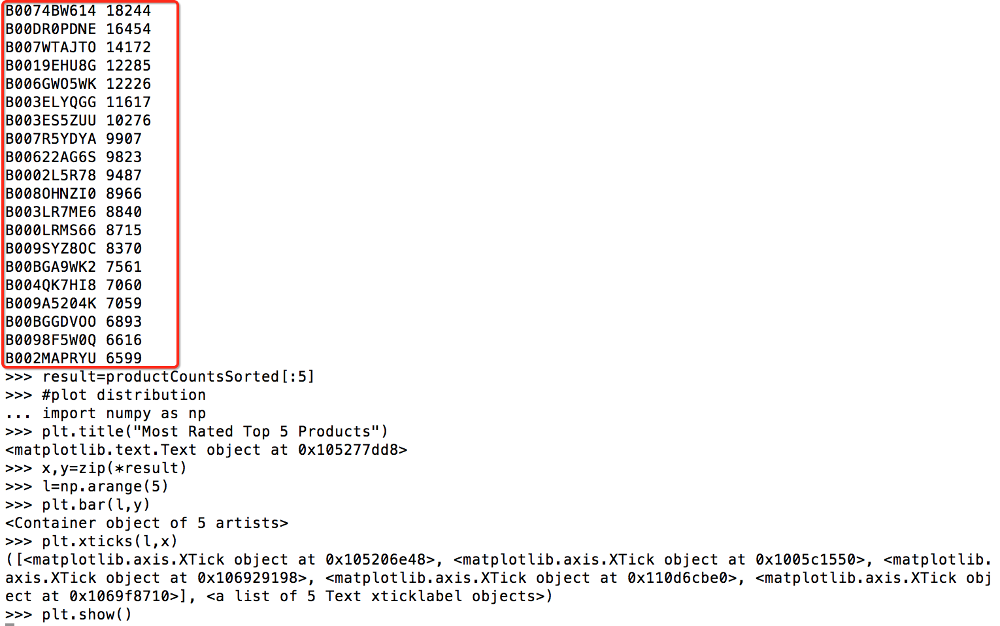 B0074BW614 18244
B00DR0PDNE 16454
B007WTAJTO 14172
B0019EHU8G 12285
B006GWO5WK 12226
B003ELYQGG 11617
B003ES5ZUU 10276
B007R5YDYA 9907
B00622AG6S 9823
B0002L5R78 9487
B008OHNZI0 8966
B003LR7ME6 8840
B000LRMS66 8715
B009SYZ8OC 8370
B00BGA9WK2 7561
B004QK7HI8 7060
B009A5204K 7059
B00BGGDVOO 6893
B0098F5W0Q 6616
B002MAPRYU 6599
>>> result=productCountsSorted[:5]
>>> #plot distribution
... import numpy as np
>>> plt.title("Most Rated Top 5 Products")
<matplotlib.text.Text object at 0x105277dd8>
>>> x,y=zip(*result)
>>> l=np.arange(5)
>>> plt.bar(l,y)
<Container object of 5 artists>
>>> plt.xticks(l,x)
([<matplotlib.axis.XTick object at 0x105206e48>, <matplotlib.axis.XTick object at 0x1005c1550>, <matplotlib.
axis.XTick object at 0x106929198>, <matplotlib.axis.XTick object at 0x110d6cbe0>, <matplotlib.axis.XTick obj
ect at 0x1069f8710>], <a list of 5 Text xticklabel objects>)
>>> plt.show()